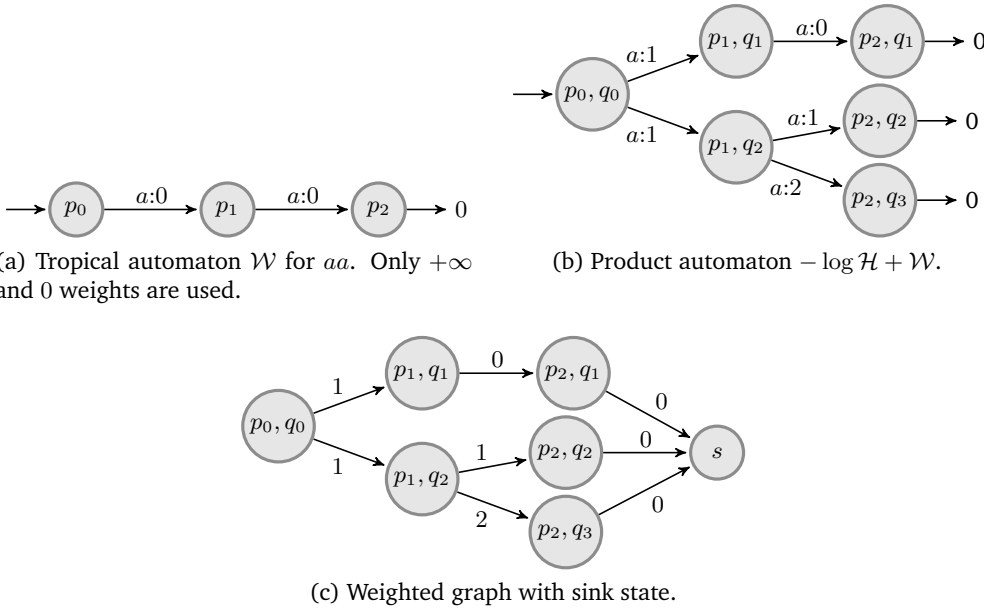 a:1
p₁, q₁
a:0
p₂, q₁
0
p₀, q₀
a:1
p₁, q₂
a:1
p₂, q₂
0
a:2
p₂, q₃
0
p₀
a:0
p₁
a:0
p₂
0
(a) Tropical automaton 𝒲 for aa. Only +∞
and 0 weights are used.
(b) Product automaton − log ℋ + 𝒲.
p₀, q₀
1
p₁, q₁
0
p₂, q₁
0
1
p₁, q₂
1
p₂, q₂
0
s
2
p₂, q₃
0
(c) Weighted graph with sink state.